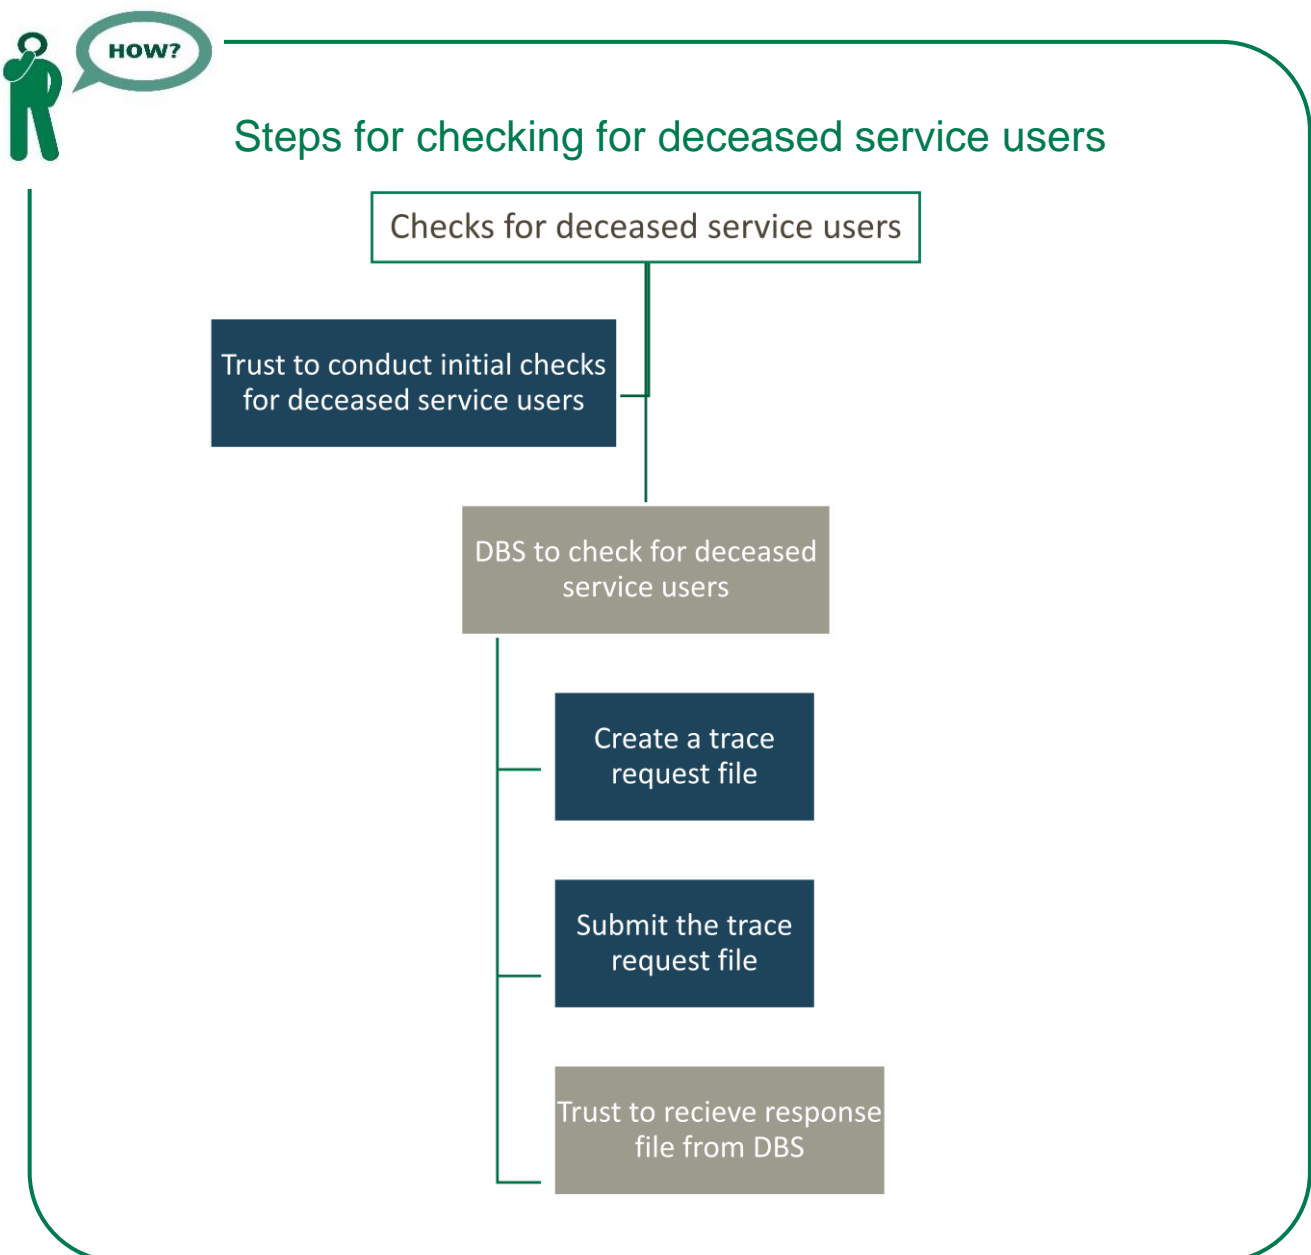 HOW?
Steps for checking for deceased service users
Checks for deceased service users
Trust to conduct initial checks
for deceased service users
DBS to check for deceased
service users
Create a trace
request file
Submit the trace
request file
Trust to recieve response
file from DBS